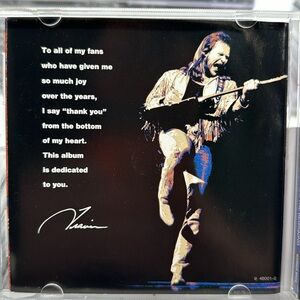 To all of my fans
who have given me
so much joy
over the years,
I say "thank you"
from the bottom
of my heart.
This album
is dedicated
to you.
Travis